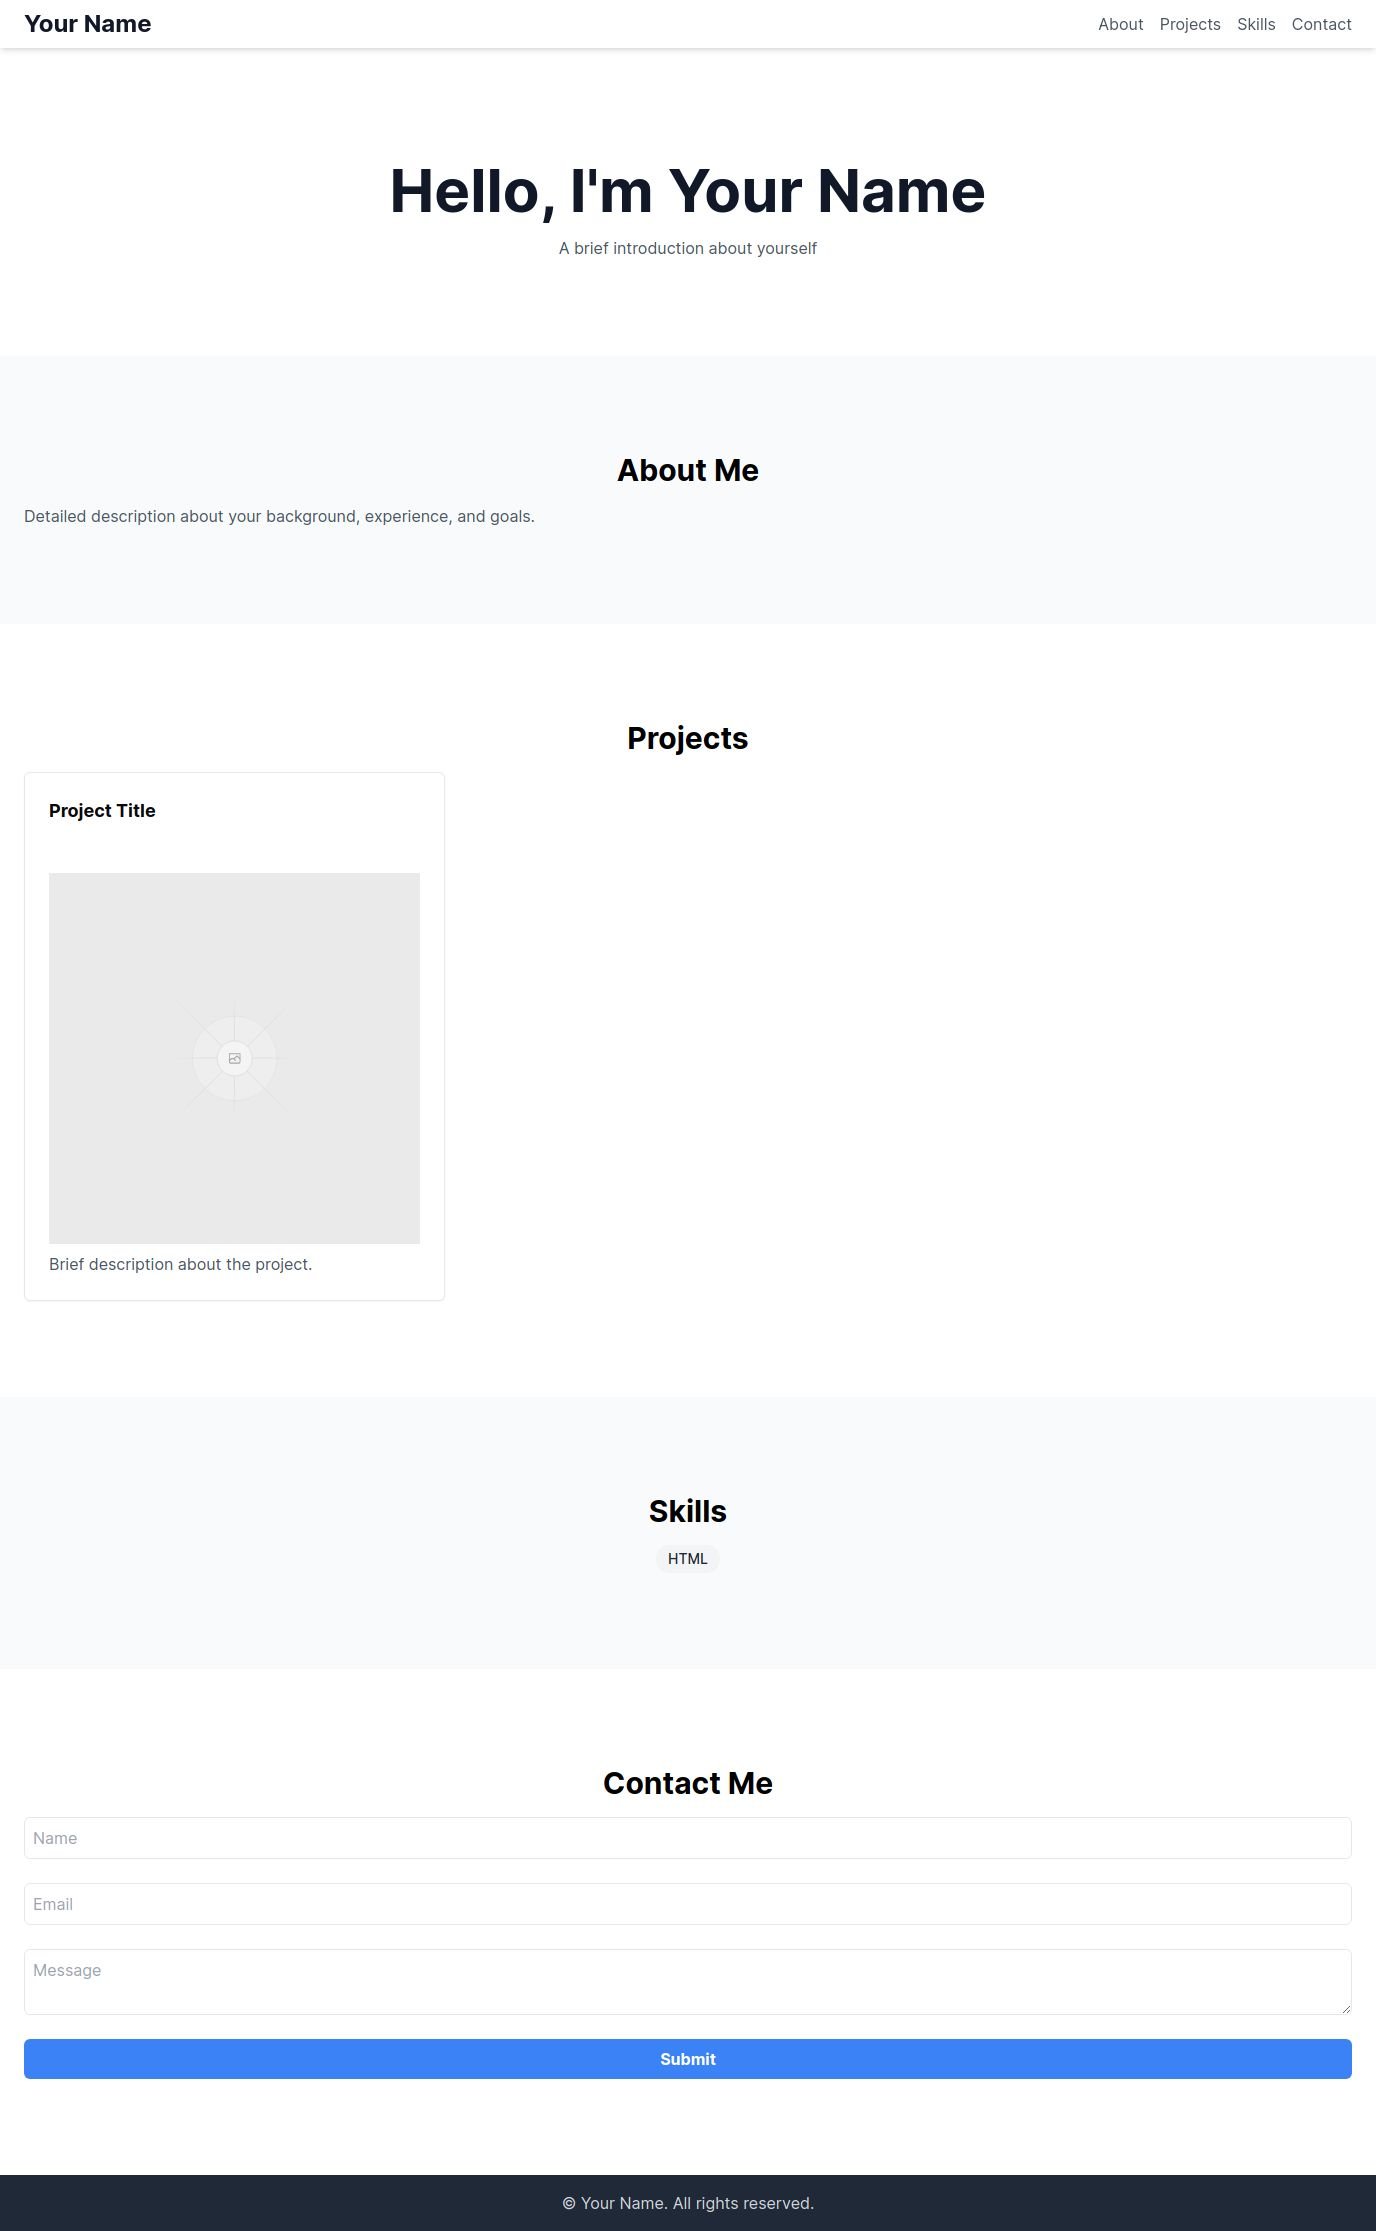 Your Name
About Projects Skills Contact
Hello, I'm Your Name
A brief introduction about yourself
About Me
Detailed description about your background, experience, and goals.
Projects
Project Title
Brief description about the project.
Skills
HTML
Contact Me
Name
Email
Message
Submit
© Your Name. All rights reserved.